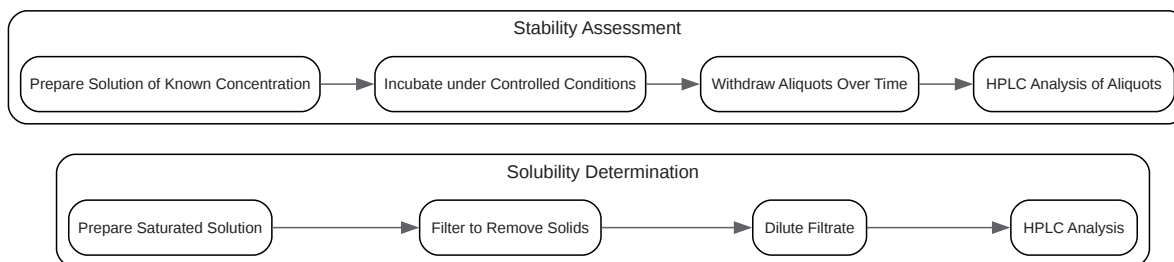 Stability Assessment
Prepare Solution of Known Concentration
Incubate under Controlled Conditions
Withdraw Aliquots Over Time
HPLC Analysis of Aliquots
Solubility Determination
Prepare Saturated Solution
Filter to Remove Solids
Dilute Filtrate
HPLC Analysis